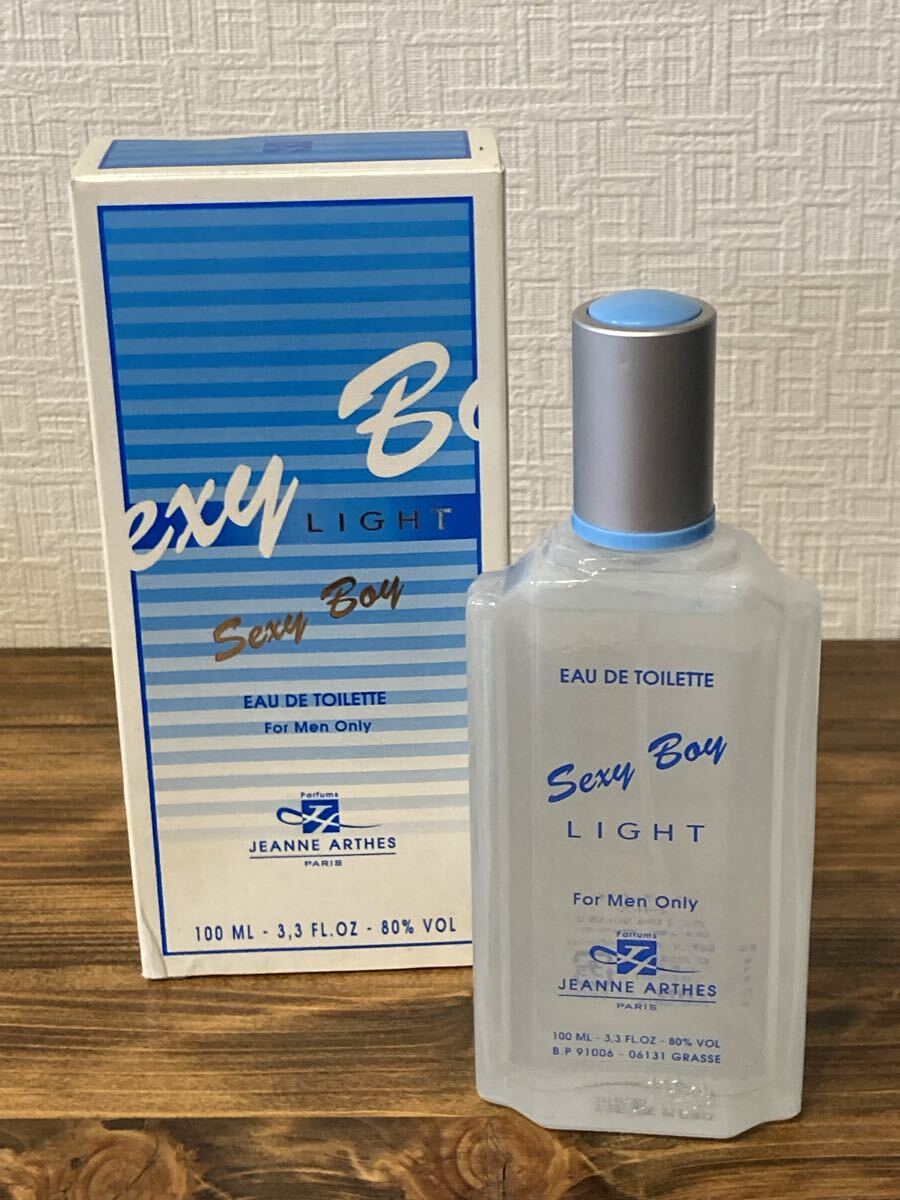 exy Bo
LIGHT
Sexy Boy
EAU DE TOILETTE
For Men Only
Parfums
JEANNE ARTHES
PARIS
100 ML - 3,3 FL.OZ - 80% VOL
EAU DE TOILETTE
Sexy Boy
LIGHT
For Men Only
Parfums
JEANNE ARTHES
PARIS
100 ML - 3,3 FL.OZ - 80% VOL
B.P 91006 - 06131 GRASSE